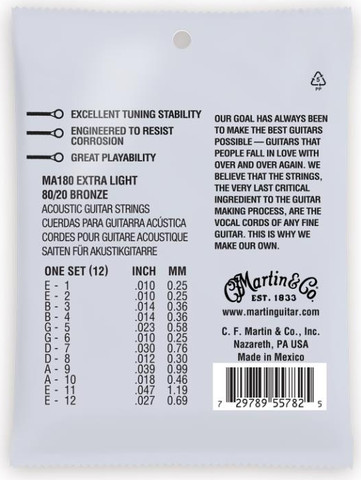 5
PP
EXCELLENT TUNING STABILITY
ENGINEERED TO RESIST
CORROSION
GREAT PLAYABILITY
MA180 EXTRA LIGHT
80/20 BRONZE
ACOUSTIC GUITAR STRINGS
CUERDAS PARA GUITARRA ACÚSTICA
CORDES POUR GUITARE ACOUSTIQUE
SAITEN FÜR AKUSTIKGITARRE
ONE SET (12) INCH MM
E - 1 .010 0.25
E - 2 .010 0.25
B - 3 .014 0.36
B - 4 .014 0.36
G - 5 .023 0.58
G - 6 .010 0.25
D - 7 .030 0.76
D - 8 .012 0.30
A - 9 .039 0.99
A - 10 .018 0.46
E - 11 .047 1.19
E - 12 .027 0.69
OUR GOAL HAS ALWAYS BEEN
TO MAKE THE BEST GUITARS
POSSIBLE — GUITARS THAT
PEOPLE FALL IN LOVE WITH
OVER AND OVER AGAIN. WE
BELIEVE THAT THE STRINGS,
THE VERY LAST CRITICAL
INGREDIENT TO THE GUITAR
MAKING PROCESS, ARE THE
VOCAL CORDS OF ANY FINE
GUITAR. THIS IS WHY WE
MAKE OUR OWN.
Martin & Co.
EST. 1833
www.martinguitar.com
C. F. Martin & Co., Inc.
Nazareth, PA USA
Made in Mexico
7 29789 55782 5